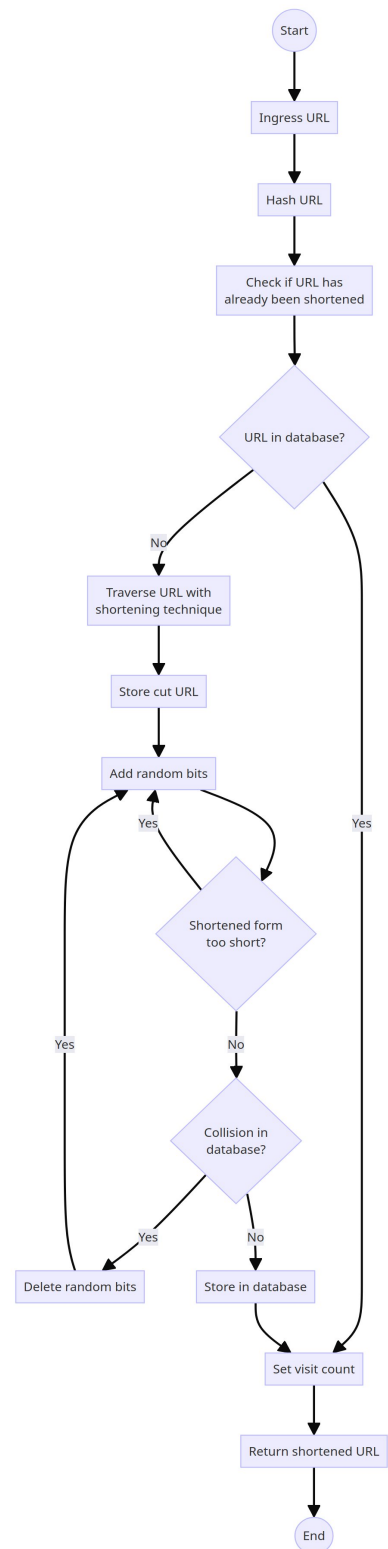 Start
Ingress URL
Hash URL
Check if URL has
already been shortened
URL in database?
No
Traverse URL with
shortening technique
Store cut URL
Add random bits
Yes
Yes
Shortened form
too short?
Yes
No
Collision in
database?
Yes
No
Delete random bits
Store in database
Set visit count
Return shortened URL
End